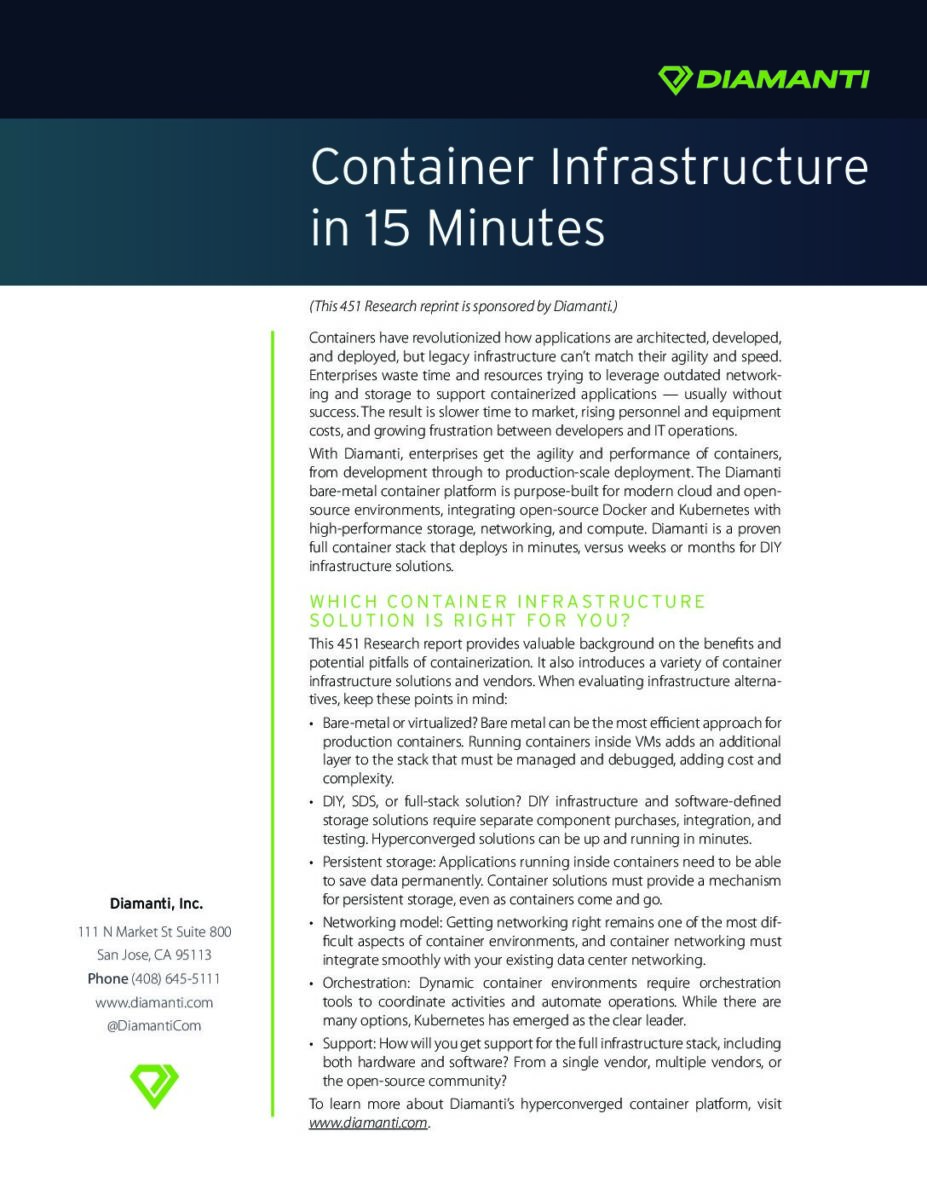 DIAMANTI
Container Infrastructure
in 15 Minutes
(This 451 Research reprint is sponsored by Diamanti.)
Containers have revolutionized how applications are architected, developed,
and deployed, but legacy infrastructure can't match their agility and speed.
Enterprises waste time and resources trying to leverage outdated network-
ing and storage to support containerized applications — usually without
success. The result is slower time to market, rising personnel and equipment
costs, and growing frustration between developers and IT operations.
With Diamanti, enterprises get the agility and performance of containers,
from development through to production-scale deployment. The Diamanti
bare-metal container platform is purpose-built for modern cloud and open-
source environments, integrating open-source Docker and Kubernetes with
high-performance storage, networking, and compute. Diamanti is a proven
full container stack that deploys in minutes, versus weeks or months for DIY
infrastructure solutions.
WHICH CONTAINER INFRASTRUCTURE
SOLUTION IS RIGHT FOR YOU?
This 451 Research report provides valuable background on the benefits and
potential pitfalls of containerization. It also introduces a variety of container
infrastructure solutions and vendors. When evaluating infrastructure alterna-
tives, keep these points in mind:
• Bare-metal or virtualized? Bare metal can be the most efficient approach for
production containers. Running containers inside VMs adds an additional
layer to the stack that must be managed and debugged, adding cost and
complexity.
• DIY, SDS, or full-stack solution? DIY infrastructure and software-defined
storage solutions require separate component purchases, integration, and
testing. Hyperconverged solutions can be up and running in minutes.
• Persistent storage: Applications running inside containers need to be able
to save data permanently. Container solutions must provide a mechanism
for persistent storage, even as containers come and go.
• Networking model: Getting networking right remains one of the most dif-
ficult aspects of container environments, and container networking must
integrate smoothly with your existing data center networking.
• Orchestration: Dynamic container environments require orchestration
tools to coordinate activities and automate operations. While there are
many options, Kubernetes has emerged as the clear leader.
• Support: How will you get support for the full infrastructure stack, including
both hardware and software? From a single vendor, multiple vendors, or
the open-source community?
To learn more about Diamanti's hyperconverged container platform, visit
www.diamanti.com.
Diamanti, Inc.
111 N Market St Suite 800
San Jose, CA 95113
Phone (408) 645-5111
www.diamanti.com
@DiamantiCom